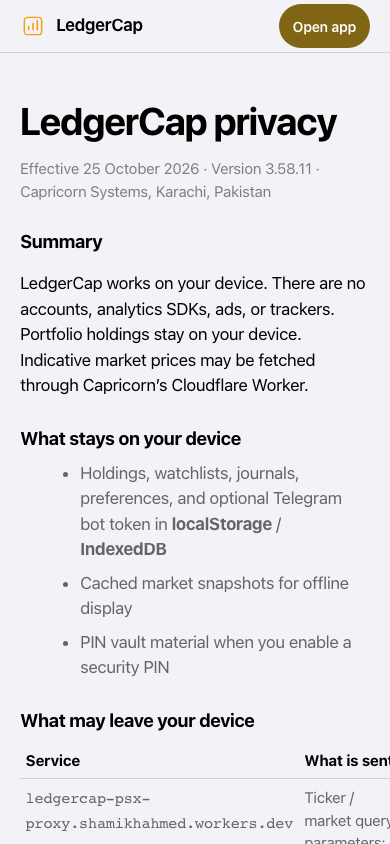 LedgerCap
Open app
LedgerCap privacy
Effective 25 October 2026 · Version 3.58.11 ·
Capricorn Systems, Karachi, Pakistan
Summary
LedgerCap works on your device. There are no
accounts, analytics SDKs, ads, or trackers.
Portfolio holdings stay on your device.
Indicative market prices may be fetched
through Capricorn’s Cloudflare Worker.
What stays on your device
• Holdings, watchlists, journals,
preferences, and optional Telegram
bot token in localStorage /
IndexedDB
• Cached market snapshots for offline
display
• PIN vault material when you enable a
security PIN
What may leave your device
Service What is sent
ledgercap-psx- Ticker /
proxy.shamikhahmed.workers.dev market query
parameters;